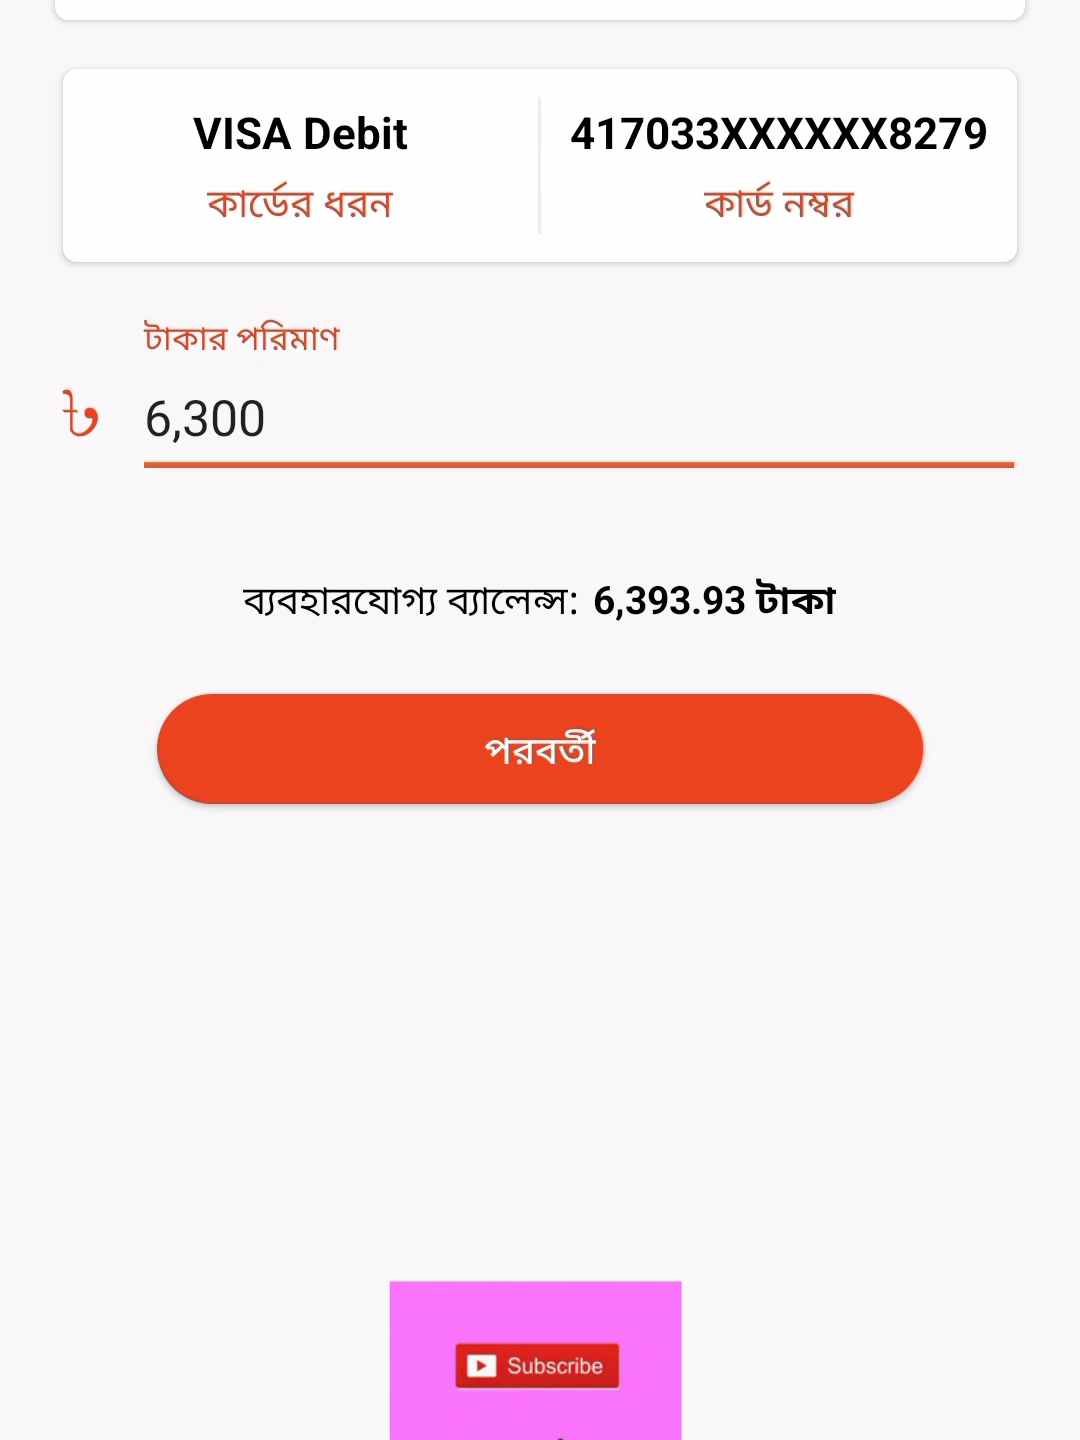 VISA Debit
417033XXXXXX8279
কার্ডের ধরন
কার্ড নম্বর
টাকার পরিমাণ
৳ 6,300
ব্যবহারযোগ্য ব্যালেন্স: 6,393.93 টাকা
পরবর্তী
Subscribe